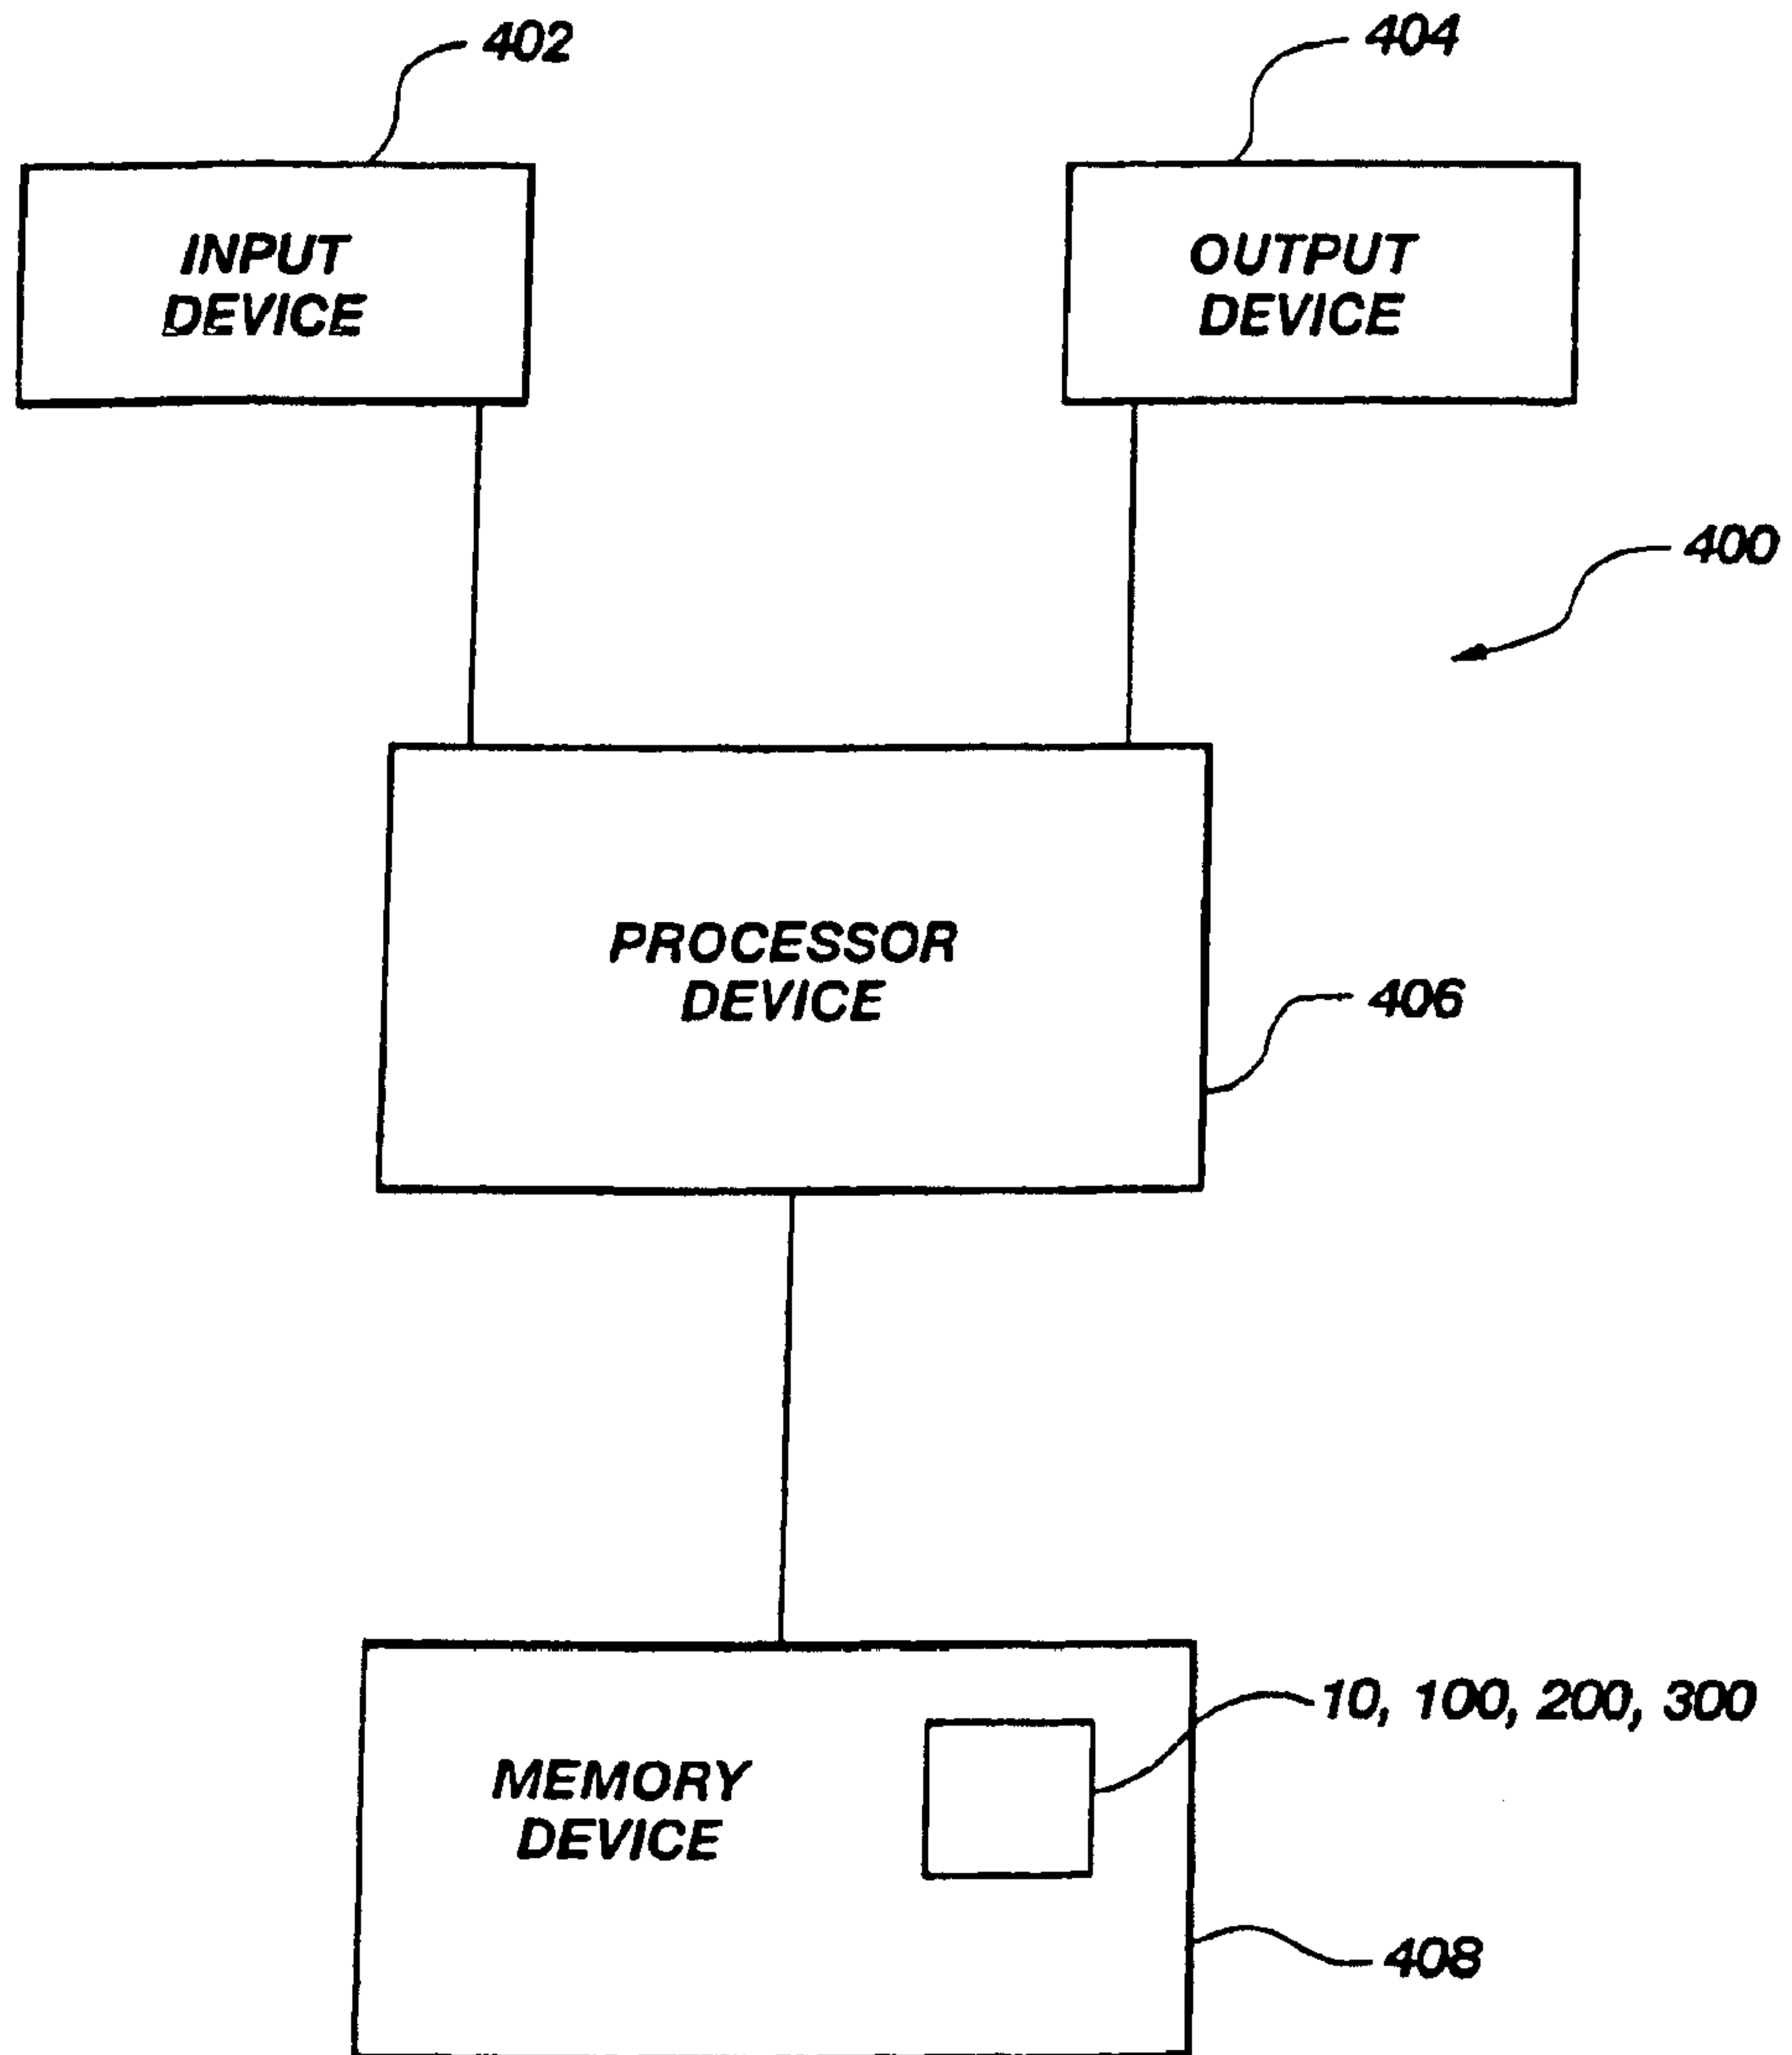 402
404
INPUT
DEVICE
OUTPUT
DEVICE
400
PROCESSOR
DEVICE
406
10, 100, 200, 300
MEMORY
DEVICE
408